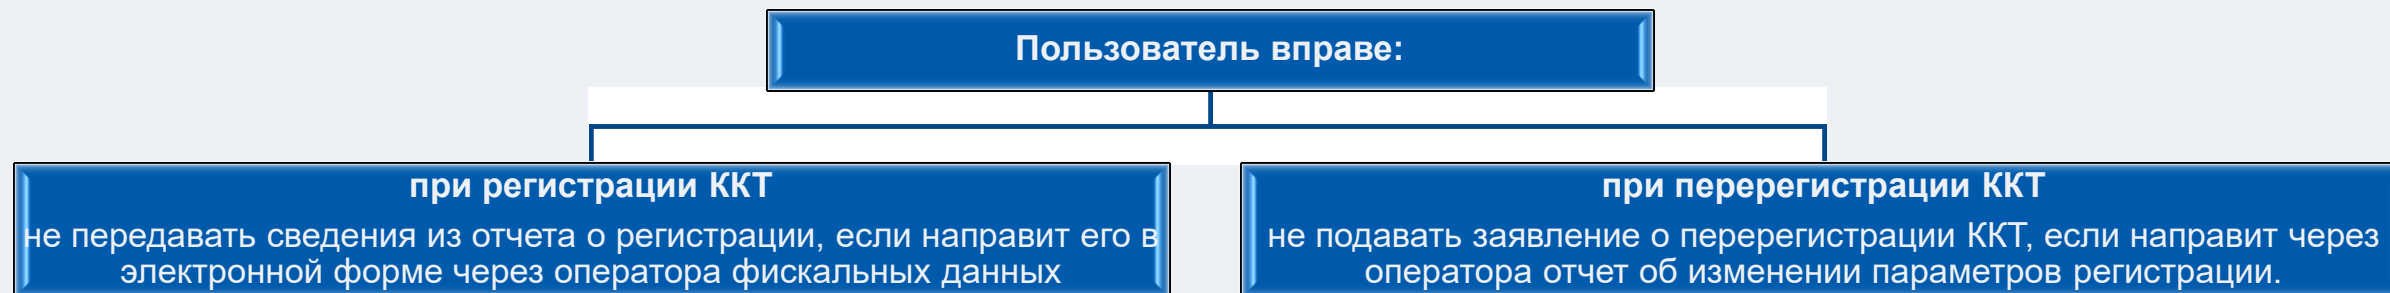 Пользователь вправе:
при регистрации ККТ
не передавать сведения из отчета о регистрации, если направит его в
электронной форме через оператора фискальных данных
при перерегистрации ККТ
не подавать заявление о перерегистрации ККТ, если направит через
оператора отчет об изменении параметров регистрации.